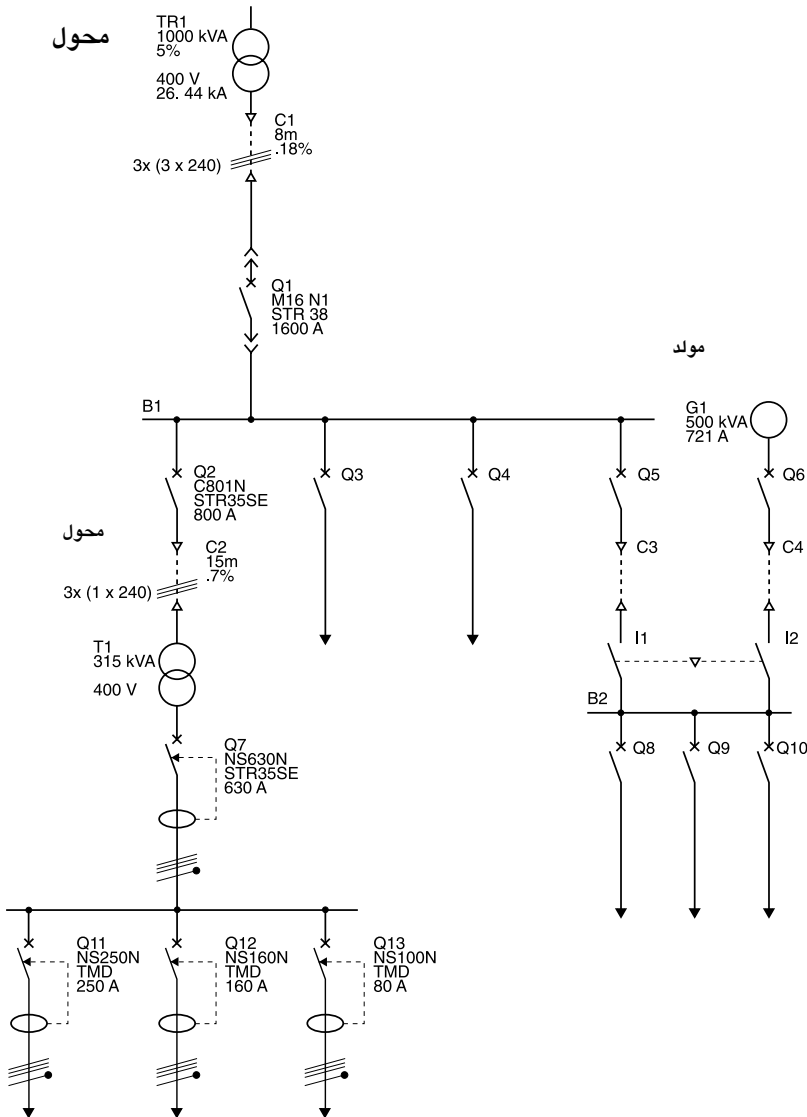 محول
TR1
1000 kVA
5%
400 V
26. 44 kA
C1
8m
.18%
3x (3 x 240)
Q1
M16 N1
STR 38
1600 A
مولد
B1
G1
500 kVA
721 A
Q2
C801N
STR35SE
800 A
Q3
Q4
Q5
Q6
محول
C2
15m
.7%
3x (1 x 240)
C3
C4
T1
315 kVA
400 V
I1
I2
B2
Q7
NS630N
STR35SE
630 A
Q8
Q9
Q10
Q11
NS250N
TMD
250 A
Q12
NS160N
TMD
160 A
Q13
NS100N
TMD
80 A